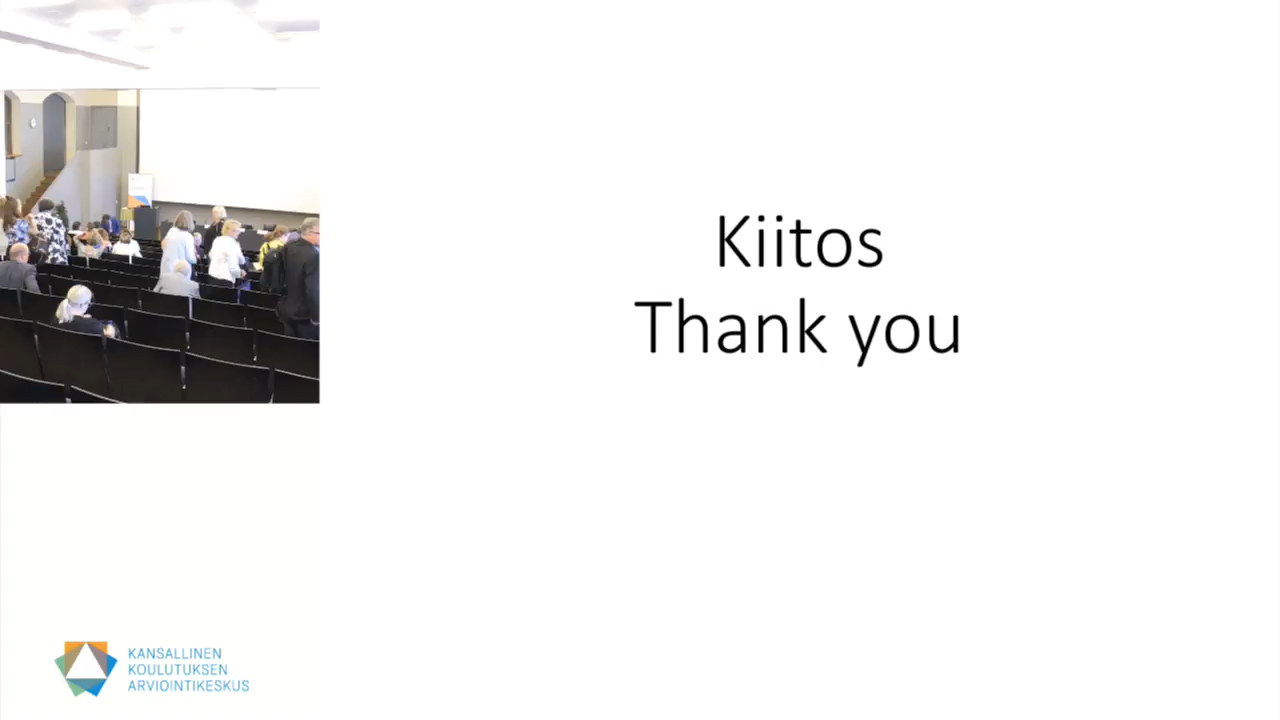 Kiitos
Thank you
KANSALLINEN
KOULUTUKSEN
ARVIOINTIKESKUS